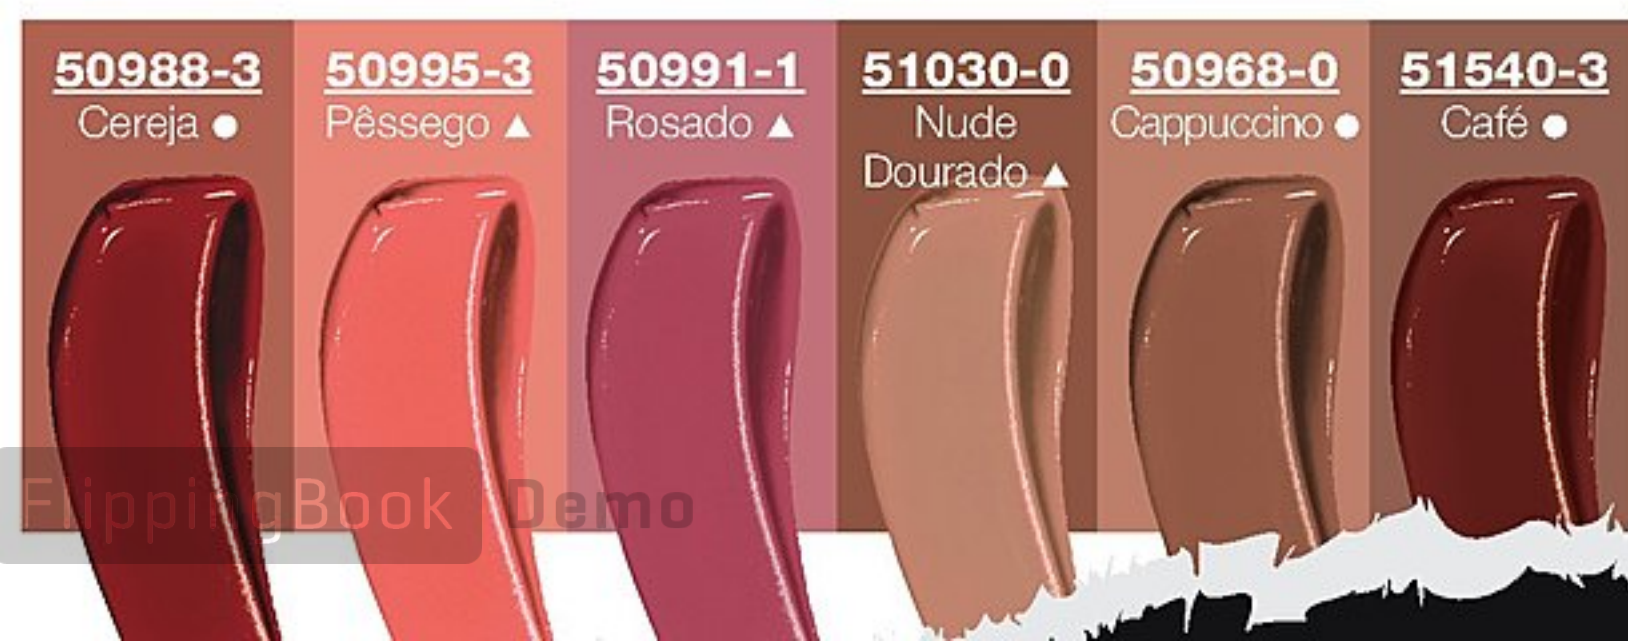 50988-3
Cereja ●
50995-3
Pêssego ▲
50991-1
Rosado ▲
51030-0
Nude
Dourado ▲
50968-0
Cappuccino ●
51540-3
Café ●
FlippingBook Demo